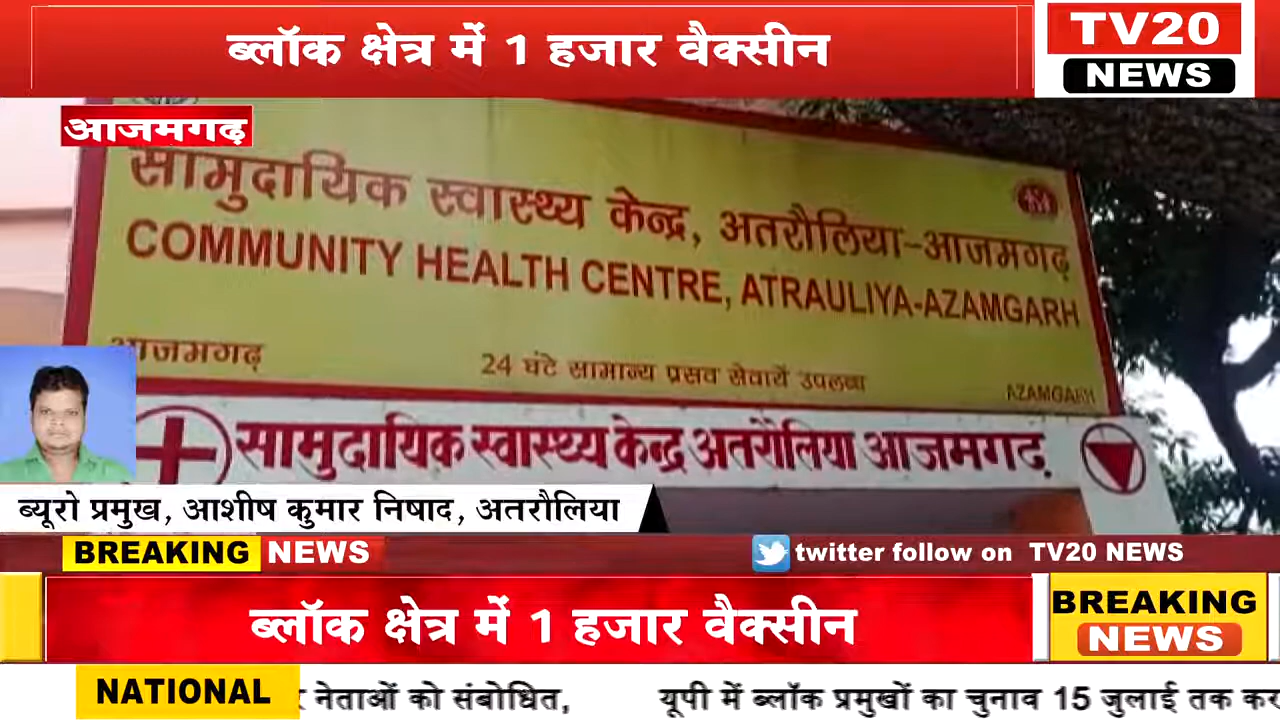 ब्लॉक क्षेत्र में 1 हजार वैक्सीन
TV20
NEWS
आजमगढ़
सामुदायिक स्वास्थ्य केन्द्र, अतरौलिया-आजमगढ़
COMMUNITY HEALTH CENTRE, ATRAULIYA-AZAMGARH
आजमगढ़
24 घंटे सामान्य प्रसव सेवायें उपलब्ध
AZAMGARH
सामुदायिक स्वास्थ्य केन्द्र अतरौलिया आजमगढ़
ब्यूरो प्रमुख, आशीष कुमार निषाद, अतरौलिया
BREAKING NEWS
twitter follow on TV20 NEWS
ब्लॉक क्षेत्र में 1 हजार वैक्सीन
BREAKING
NEWS
NATIONAL
नेताओं को संबोधित, यूपी में ब्लॉक प्रमुखों का चुनाव 15 जुलाई तक